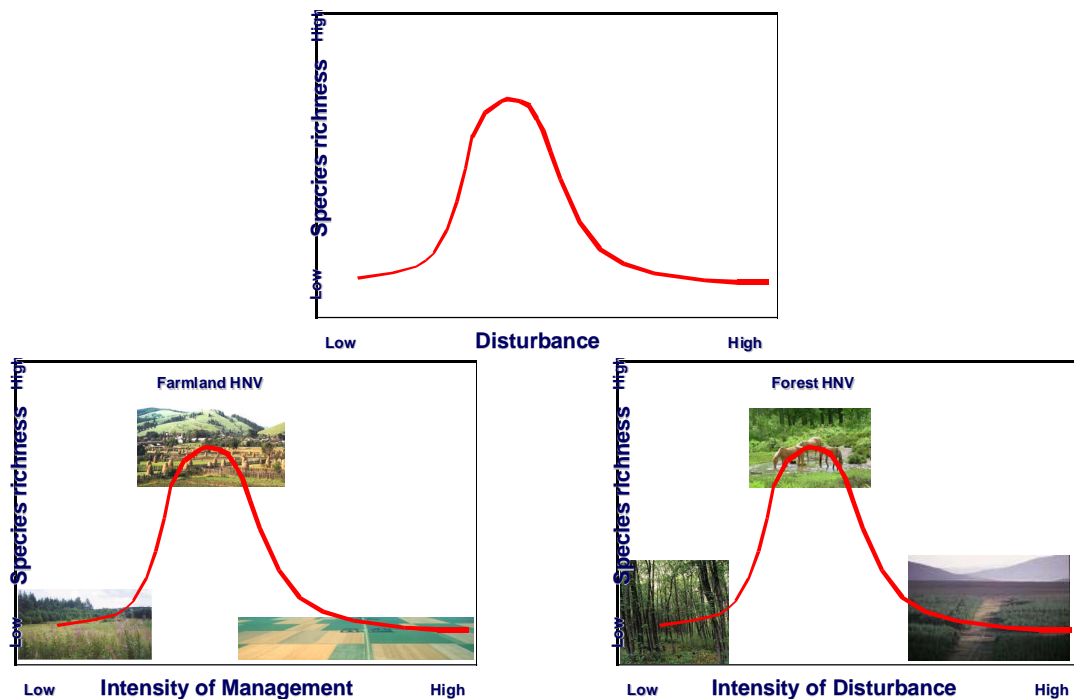 High
Species richness
Low
Low Disturbance High
Farmland HNV
High
Species richness
Low
Low Intensity of Management High
Forest HNV
High
Species richness
Low
Low Intensity of Disturbance High